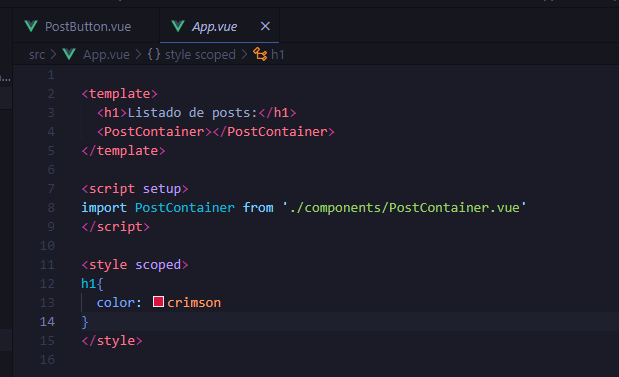 PostButton.vue App.vue ×
src > App.vue > {} style scoped > h1
1
2 <template>
3 <h1>Listado de posts:</h1>
4 <PostContainer></PostContainer>
5 </template>
6
7 <script setup>
8 import PostContainer from './components/PostContainer.vue'
9 </script>
10
11 <style scoped>
12 h1{
13 color: crimson
14 }
15 </style>
16